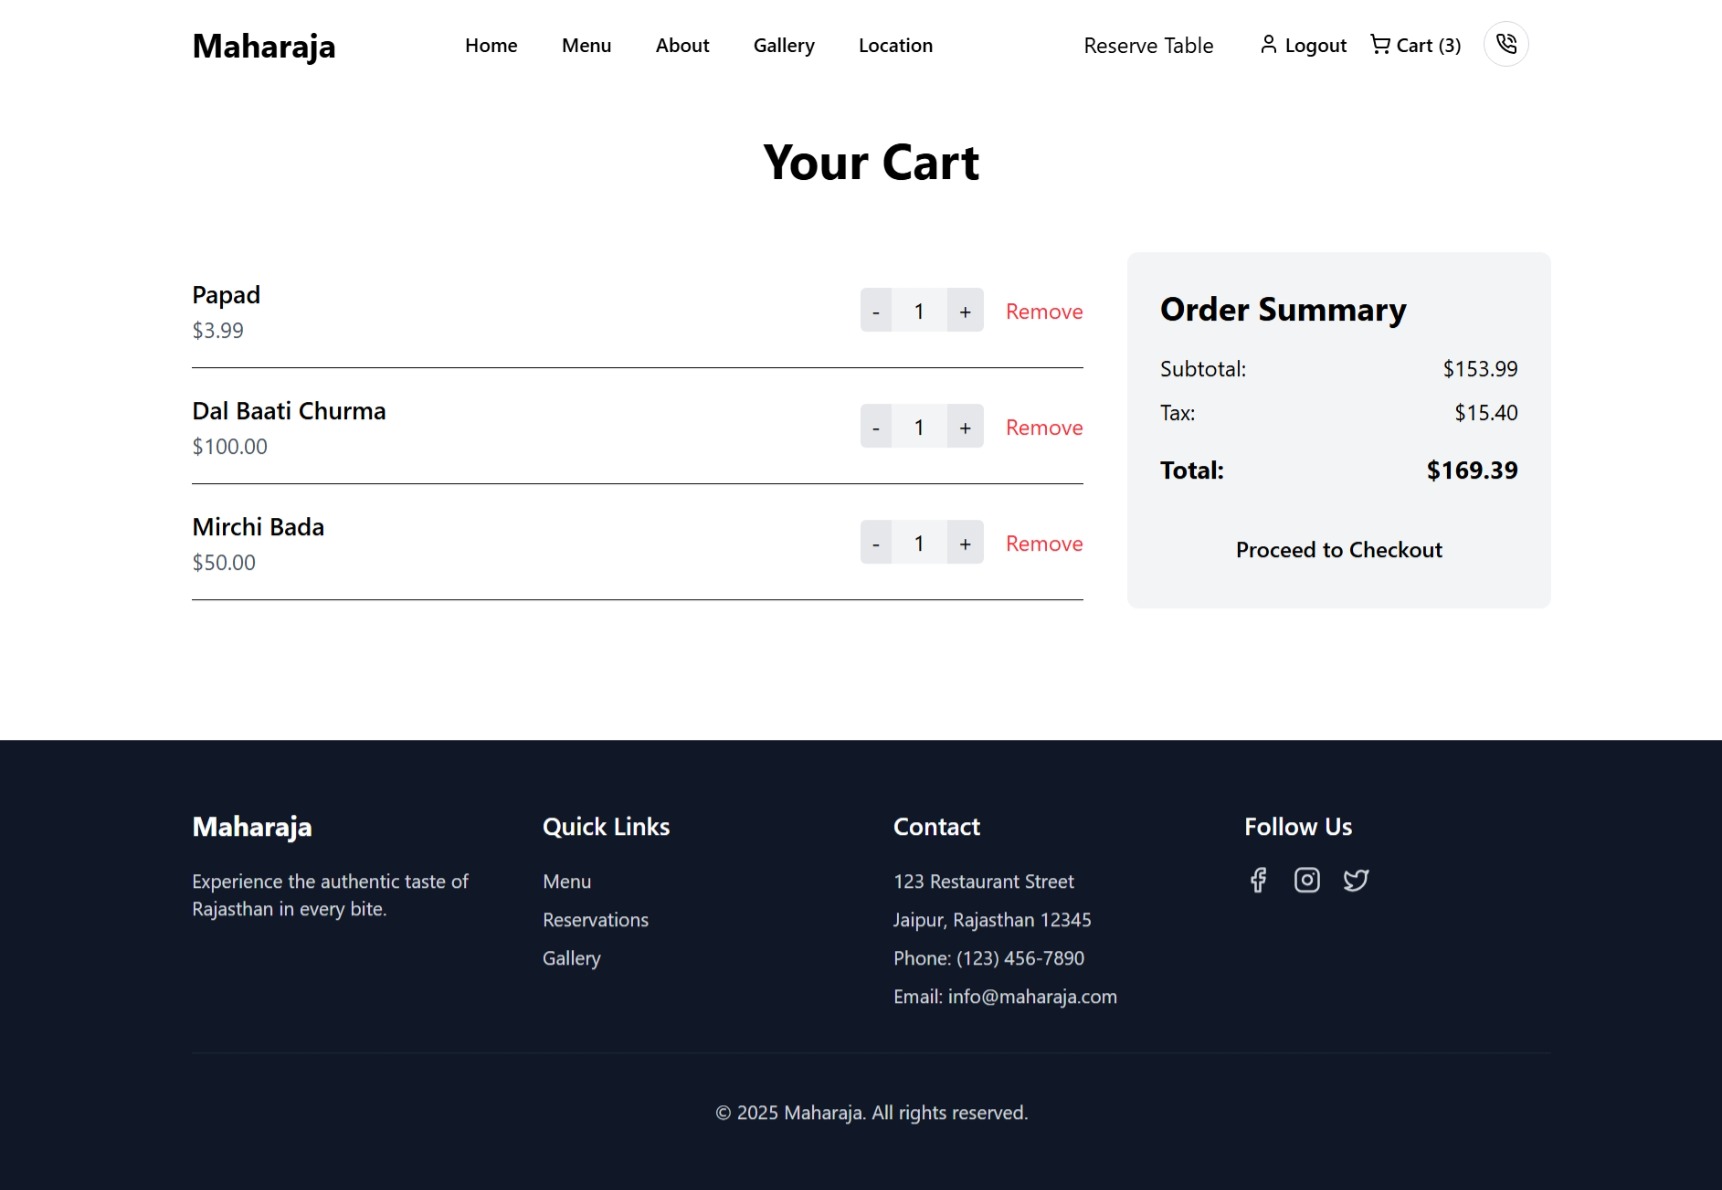 Maharaja
Home Menu About Gallery Location
Reserve Table Logout Cart (3)
Your Cart
Papad
$3.99
- 1 + Remove
Dal Baati Churma
$100.00
- 1 + Remove
Mirchi Bada
$50.00
- 1 + Remove
Order Summary
Subtotal: $153.99
Tax: $15.40
Total: $169.39
Proceed to Checkout
Maharaja
Experience the authentic taste of
Rajasthan in every bite.
Quick Links
Menu
Reservations
Gallery
Contact
123 Restaurant Street
Jaipur, Rajasthan 12345
Phone: (123) 456-7890
Email: info@maharaja.com
Follow Us
© 2025 Maharaja. All rights reserved.